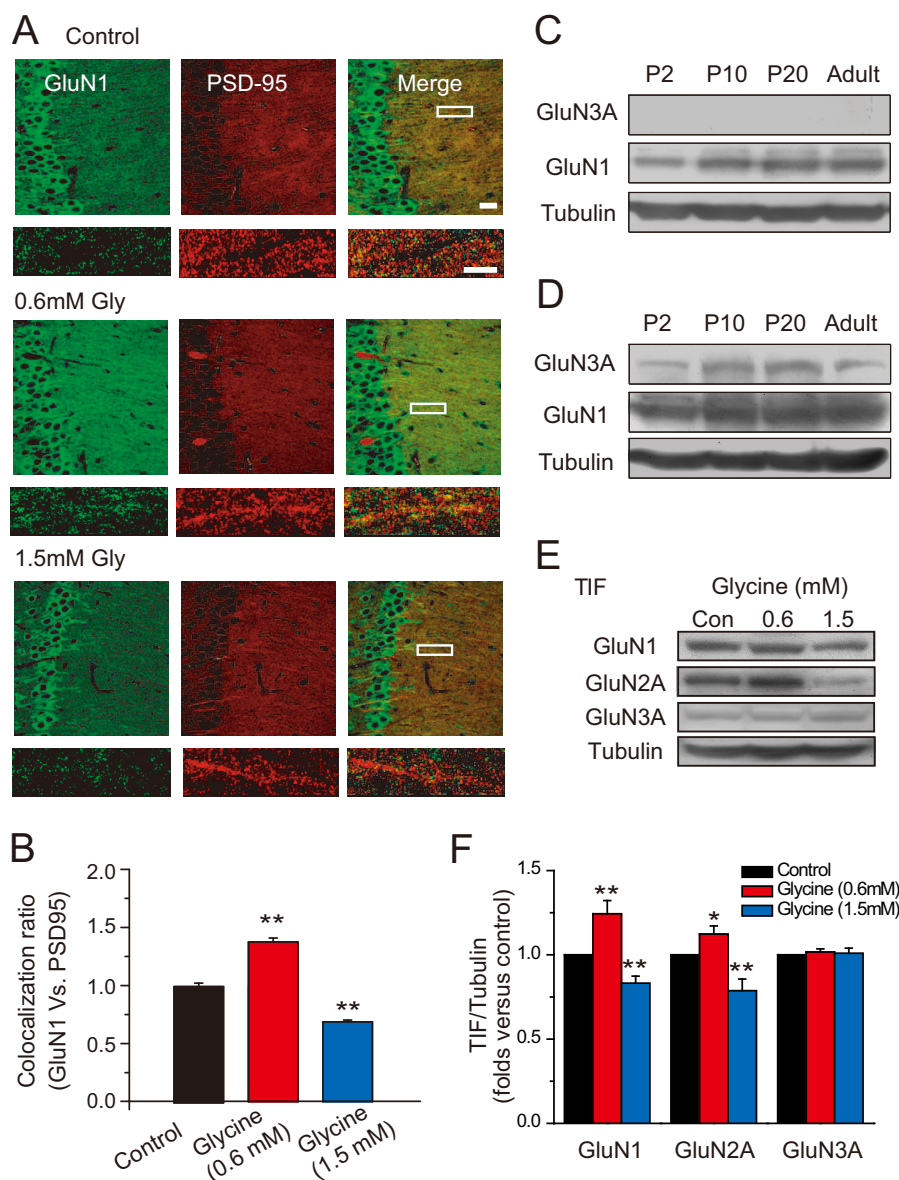 A
Control
GluN1 PSD-95 Merge
0.6mM Gly
1.5mM Gly
B
Colocalization ratio
(GluN1 Vs. PSD95)
2.0
1.5
1.0
0.5
0.0
**
**
Control
Glycine
(0.6 mM)
Glycine
(1.5 mM)
C
P2 P10 P20 Adult
GluN3A
GluN1
Tubulin
D
P2 P10 P20 Adult
GluN3A
GluN1
Tubulin
E
TIF Glycine (mM)
Con 0.6 1.5
GluN1
GluN2A
GluN3A
Tubulin
F
TIF/Tubulin
(folds versus control)
1.5
1.0
0.5
0.0
Control
Glycine (0.6mM)
Glycine (1.5mM)
**
**
*
**
GluN1 GluN2A GluN3A